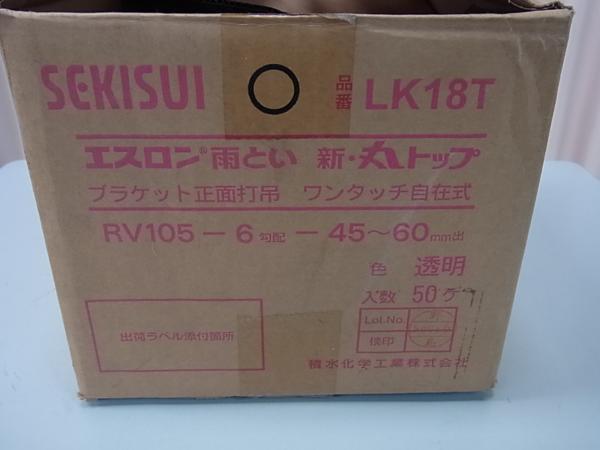 SEKISUI ○ 品番 LK18T
エスロン®雨とい 新・丸トップ
ブラケット正面打吊 ワンタッチ自在式
RV105－6勾配－45～60mm出
色 透明
入数 50ケ
出荷ラベル添付箇所
Lot.No.
検印
積水化学工業株式会社